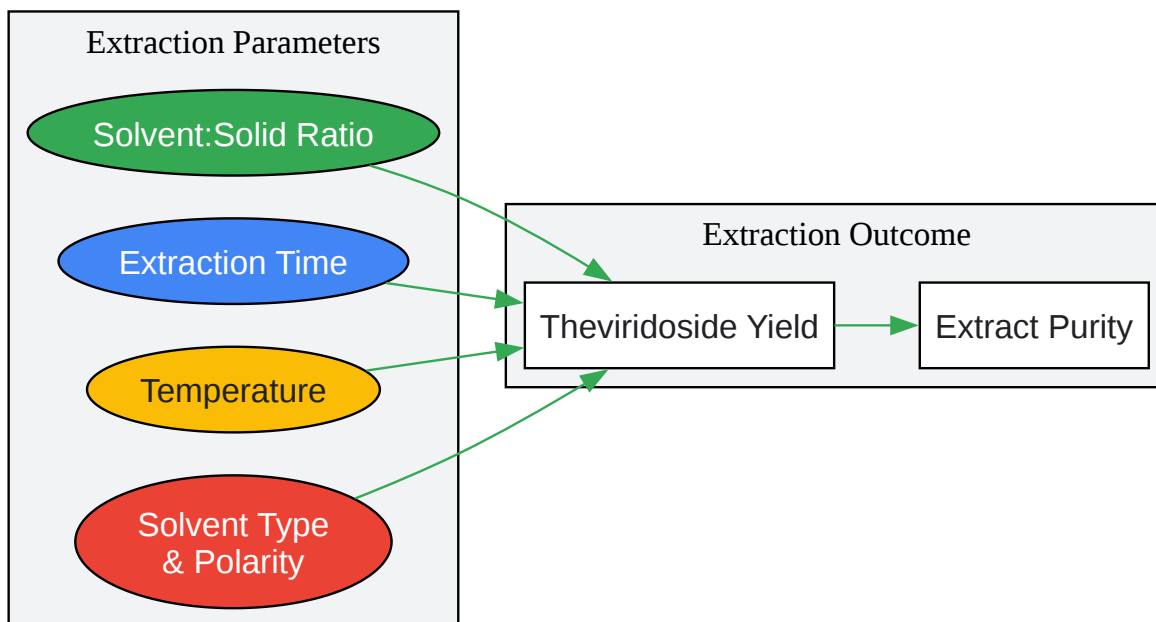 Extraction Parameters
Solvent:Solid Ratio
Extraction Time
Temperature
Solvent Type
& Polarity
Extraction Outcome
Theviridoside Yield
Extract Purity